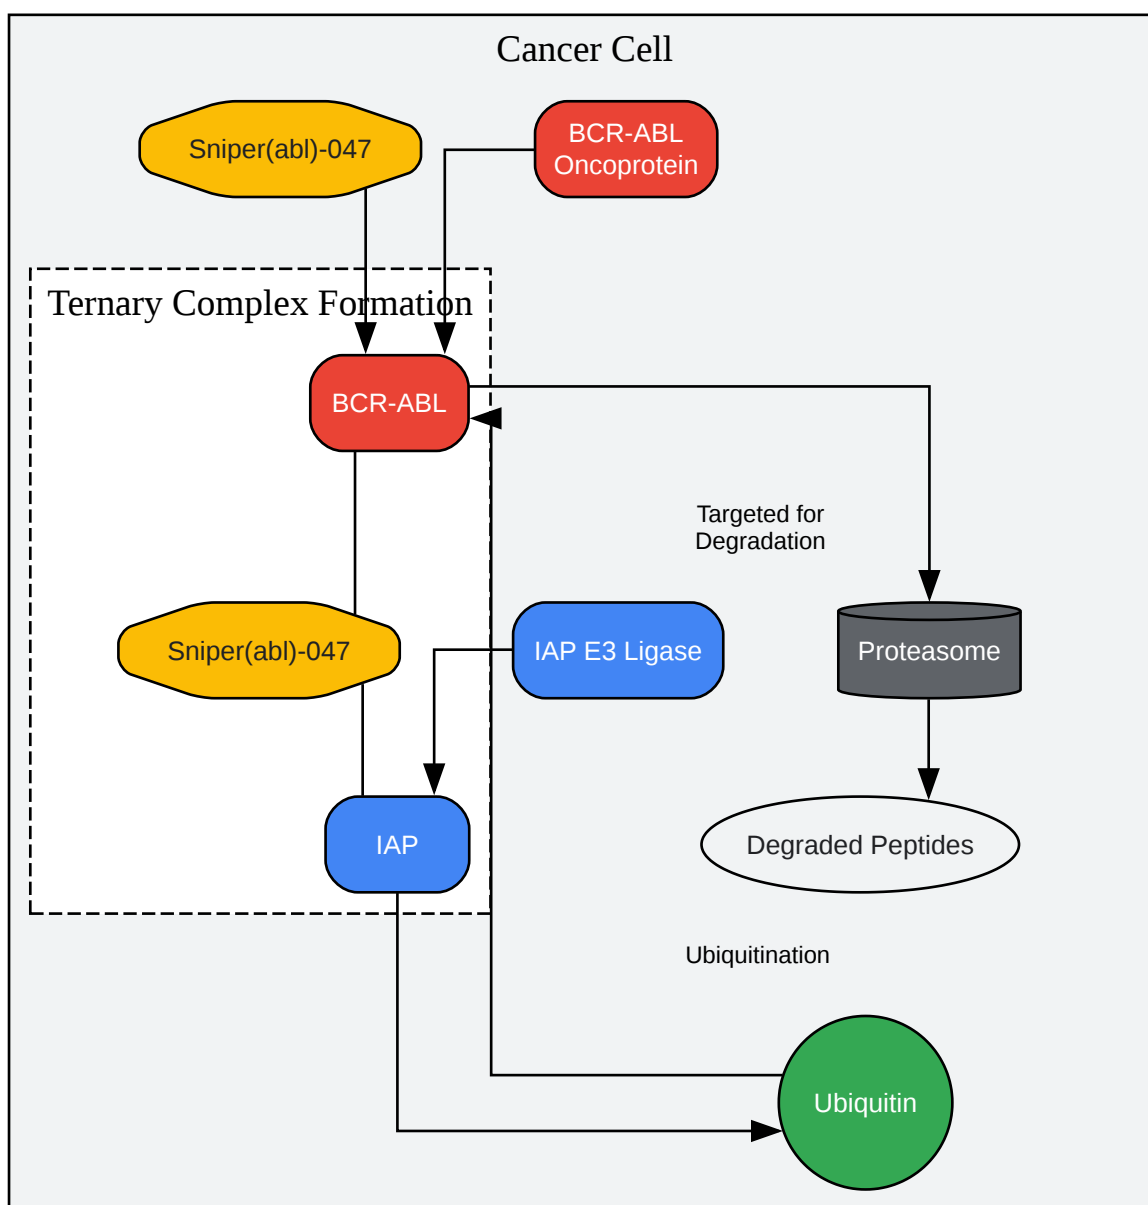 Cancer Cell
Sniper(abl)-047
BCR-ABL
Oncoprotein
Ternary Complex Formation
BCR-ABL
Targeted for
Degradation
Sniper(abl)-047
IAP E3 Ligase
Proteasome
IAP
Degraded Peptides
Ubiquitination
Ubiquitin